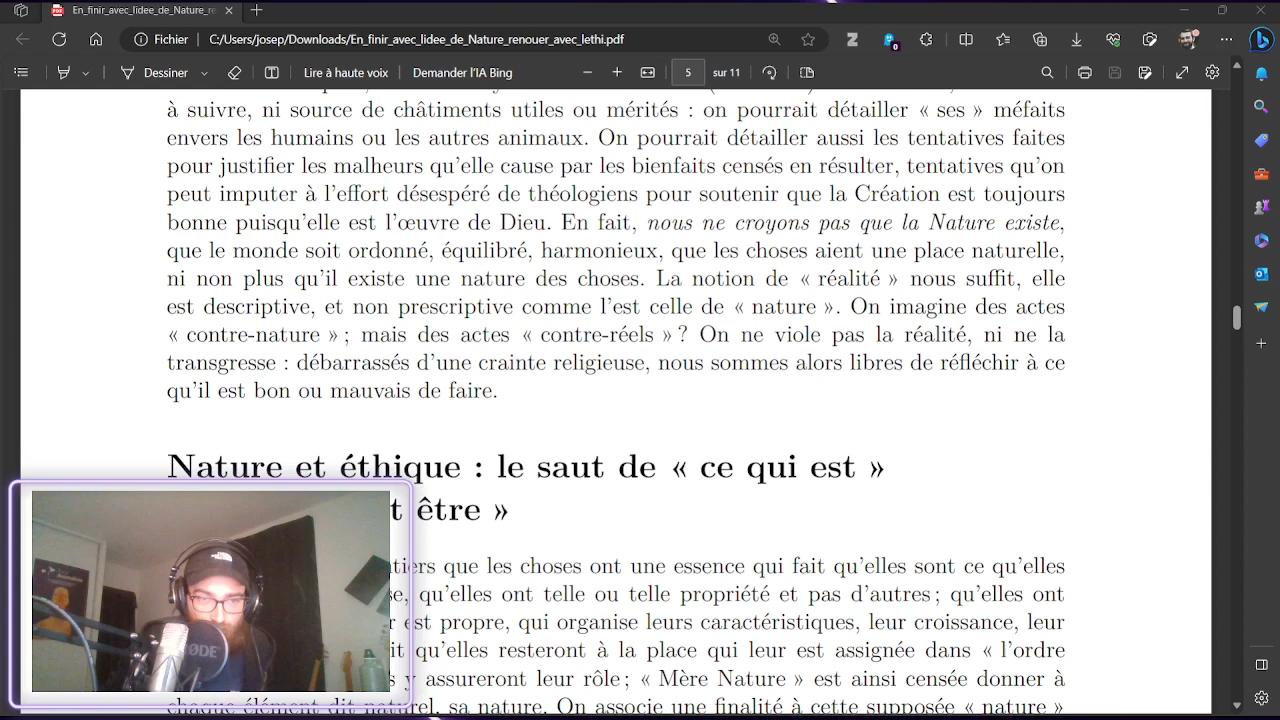 En_finir_avec_lidee_de_Nature_re
Fichier C:/Users/josep/Downloads/En_finir_avec_lidee_de_Nature_renouer_avec_lethi.pdf
Dessiner Lire à haute voix Demander l'IA Bing 5 sur 11
à suivre, ni source de châtiments utiles ou mérités : on pourrait détailler « ses » méfaits
envers les humains ou les autres animaux. On pourrait détailler aussi les tentatives faites
pour justifier les malheurs qu'elle cause par les bienfaits censés en résulter, tentatives qu'on
peut imputer à l'effort désespéré de théologiens pour soutenir que la Création est toujours
bonne puisqu'elle est l'œuvre de Dieu. En fait, nous ne croyons pas que la Nature existe,
que le monde soit ordonné, équilibré, harmonieux, que les choses aient une place naturelle,
ni non plus qu'il existe une nature des choses. La notion de « réalité » nous suffit, elle
est descriptive, et non prescriptive comme l'est celle de « nature ». On imagine des actes
« contre-nature » ; mais des actes « contre-réels » ? On ne viole pas la réalité, ni ne la
transgresse : débarrassés d'une crainte religieuse, nous sommes alors libres de réfléchir à ce
qu'il est bon ou mauvais de faire.
Nature et éthique : le saut de « ce qui est »
t être »
tiers que les choses ont une essence qui fait qu'elles sont ce qu'elles
se, qu'elles ont telle ou telle propriété et pas d'autres ; qu'elles ont
r est propre, qui organise leurs caractéristiques, leur croissance, leur
it qu'elles resteront à la place qui leur est assignée dans « l'ordre
s y assureront leur rôle ; « Mère Nature » est ainsi censée donner à
chaque élément dit naturel, sa nature. On associe une finalité à cette supposée « nature »